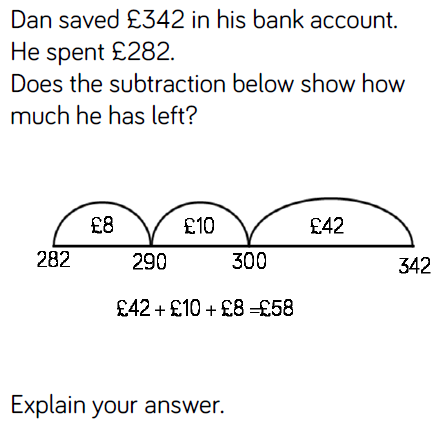 Dan saved £342 in his bank account.
He spent £282.
Does the subtraction below show how
much he has left?
£8 £10 £42
282 290 300 342
£42 + £10 + £8 =£58
Explain your answer.